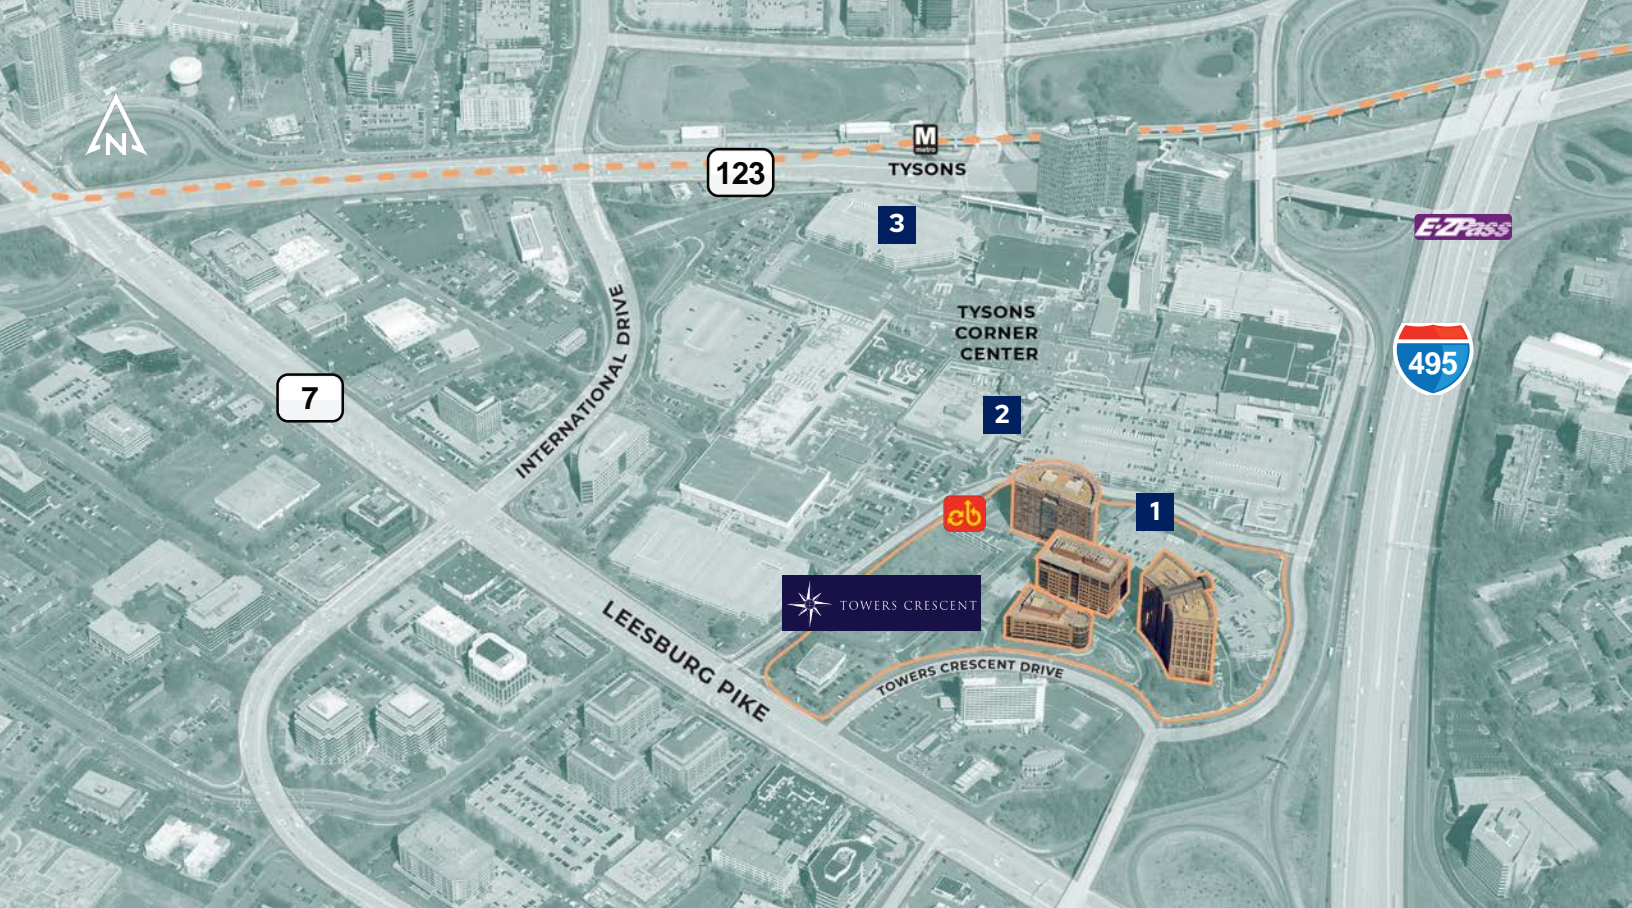 N
M
metro
TYSONS
123
3
E-ZPass
TYSONS
CORNER
CENTER
INTERNATIONAL DRIVE
495
7
2
cb
1
TOWERS CRESCENT
LEESBURG PIKE
TOWERS CRESCENT DRIVE